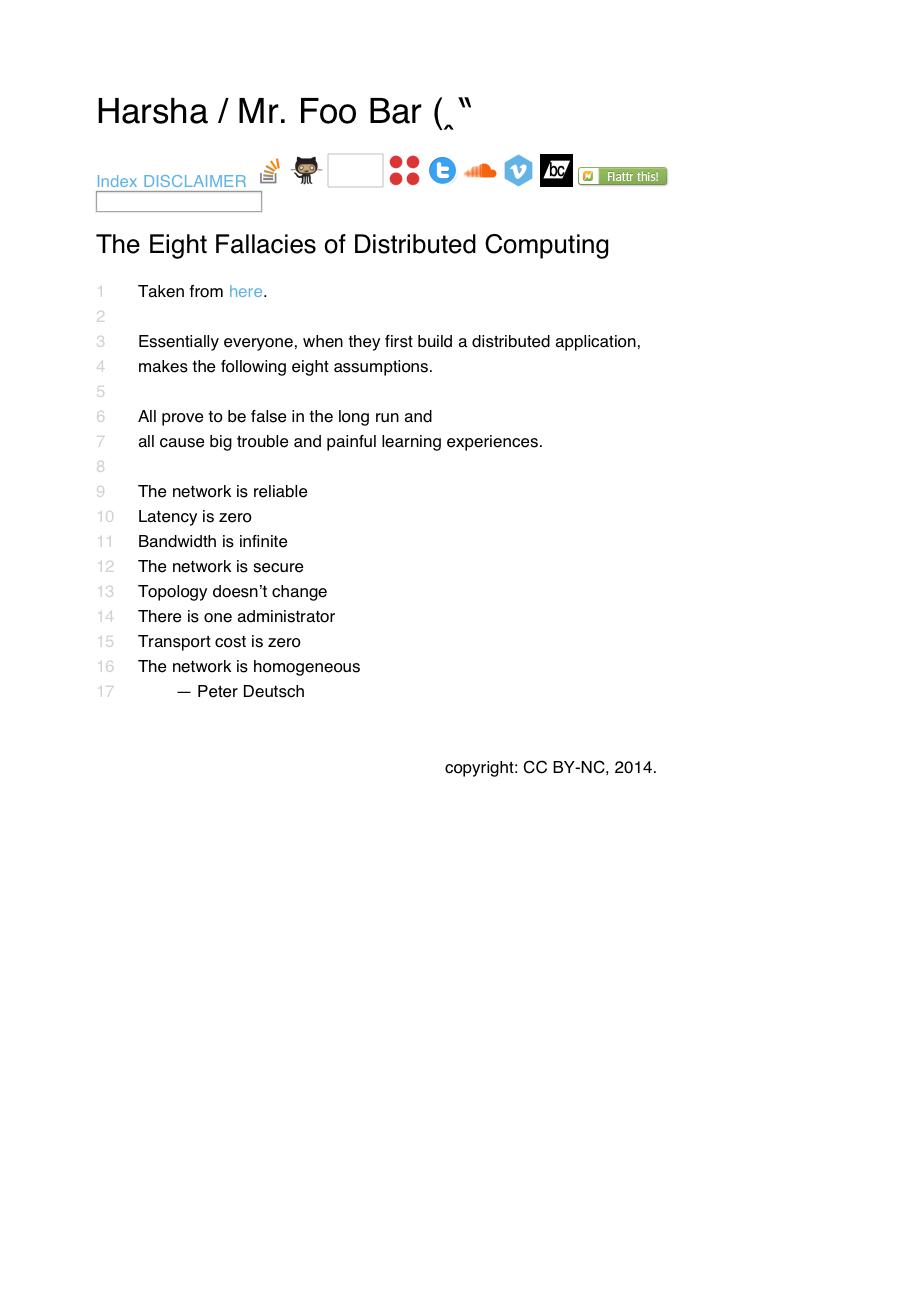 Harsha / Mr. Foo Bar (‸‶
Index DISCLAIMER
bc
Flattr this!
The Eight Fallacies of Distributed Computing
1 Taken from here.
2
3 Essentially everyone, when they first build a distributed application,
4 makes the following eight assumptions.
5
6 All prove to be false in the long run and
7 all cause big trouble and painful learning experiences.
8
9 The network is reliable
10 Latency is zero
11 Bandwidth is infinite
12 The network is secure
13 Topology doesn’t change
14 There is one administrator
15 Transport cost is zero
16 The network is homogeneous
17 — Peter Deutsch
copyright: CC BY-NC, 2014.